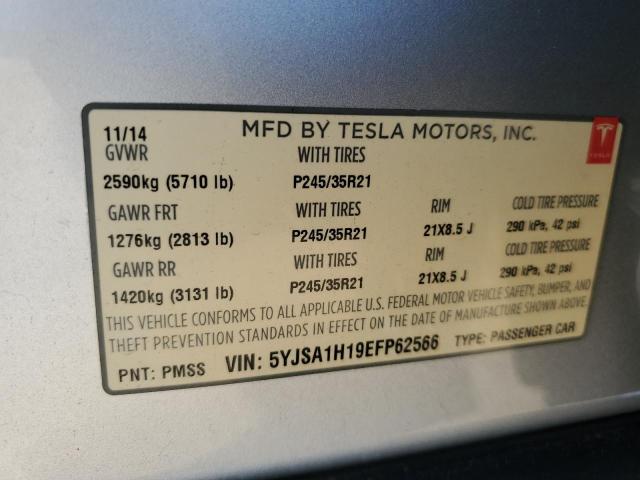 11/14 MFD BY TESLA MOTORS, INC.
GVWR WITH TIRES
2590kg (5710 lb) P245/35R21
GAWR FRT WITH TIRES RIM COLD TIRE PRESSURE
1276kg (2813 lb) P245/35R21 21X8.5 J 290 kPa, 42 psi
GAWR RR WITH TIRES RIM COLD TIRE PRESSURE
1420kg (3131 lb) P245/35R21 21X8.5 J 290 kPa, 42 psi
THIS VEHICLE CONFORMS TO ALL APPLICABLE U.S. FEDERAL MOTOR VEHICLE SAFETY, BUMPER, AND
THEFT PREVENTION STANDARDS IN EFFECT ON THE DATE OF MANUFACTURE SHOWN ABOVE.
PNT: PMSS VIN: 5YJSA1H19EFP62566 TYPE: PASSENGER CAR
TESLA